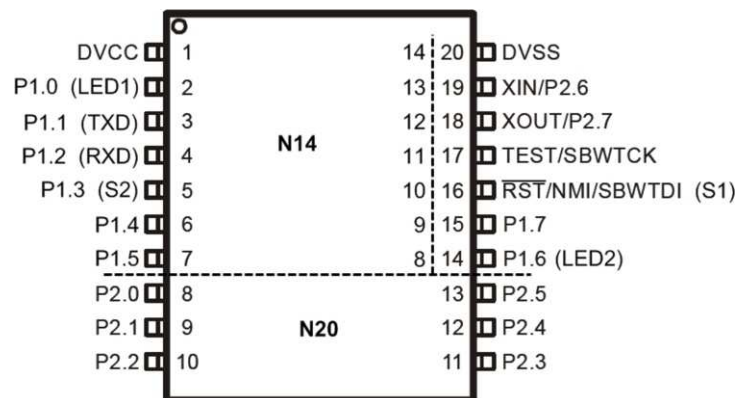 DVCC 1 14 20 DVSS
P1.0 (LED1) 2 13 19 XIN/P2.6
P1.1 (TXD) 3 12 18 XOUT/P2.7
N14
P1.2 (RXD) 4 11 17 TEST/SBWTCK
P1.3 (S2) 5 10 16 RST/NMI/SBWTDI (S1)
P1.4 6 9 15 P1.7
P1.5 7 8 14 P1.6 (LED2)
P2.0 8 13 P2.5
P2.1 9 N20 12 P2.4
P2.2 10 11 P2.3